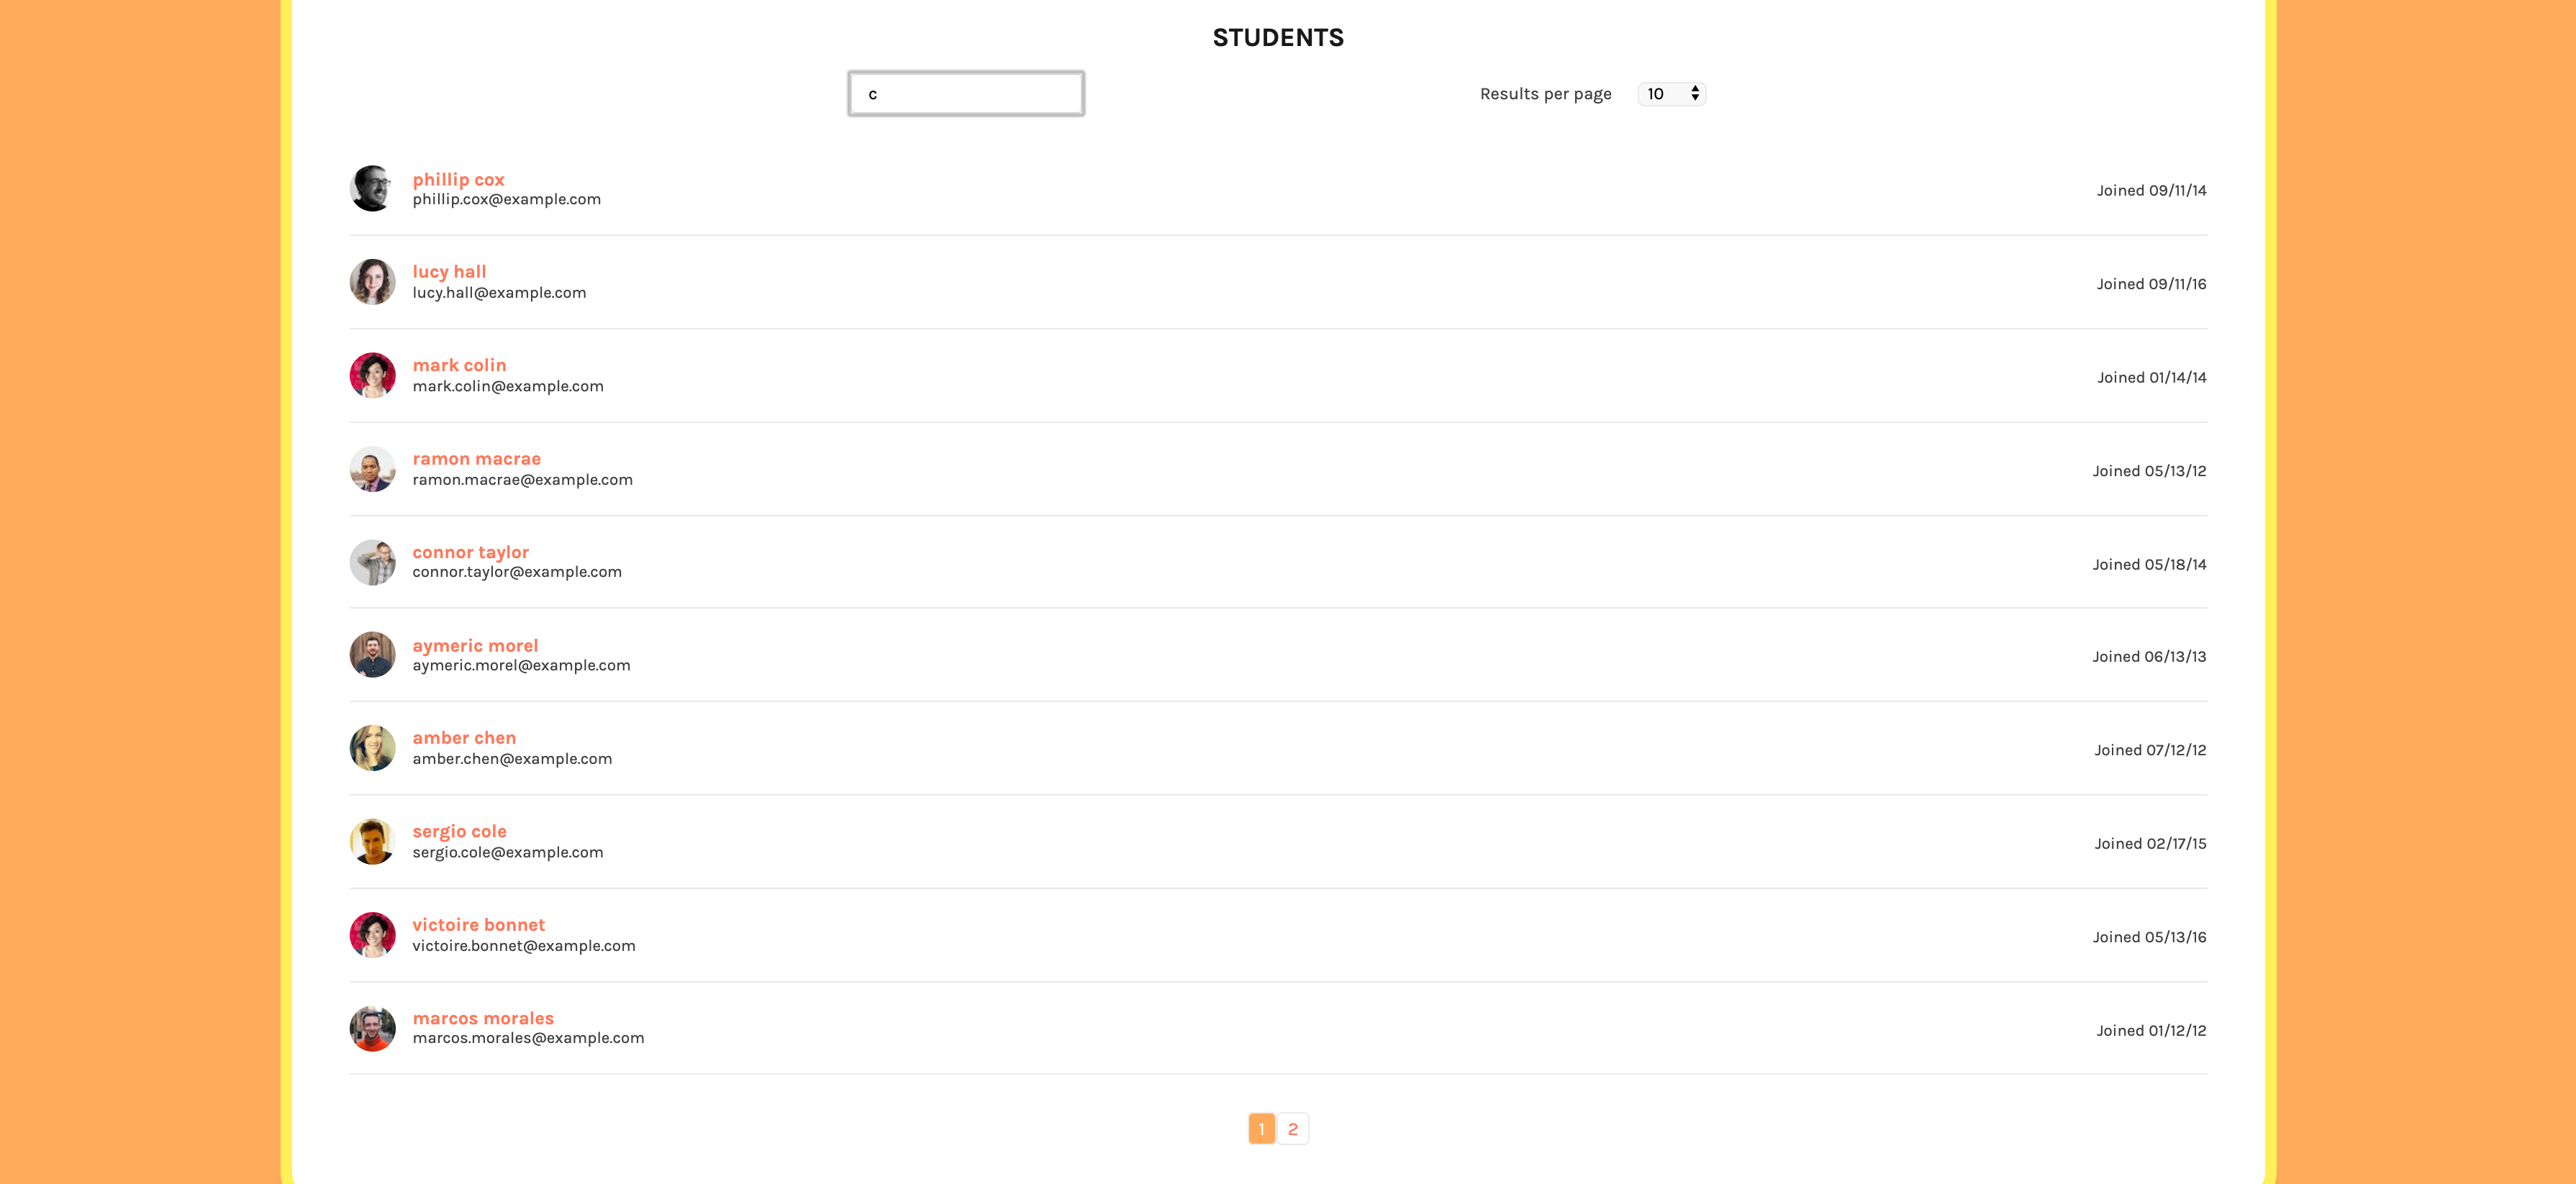 STUDENTS
c
Results per page 10
phillip cox
phillip.cox@example.com
Joined 09/11/14
lucy hall
lucy.hall@example.com
Joined 09/11/16
mark colin
mark.colin@example.com
Joined 01/14/14
ramon macrae
ramon.macrae@example.com
Joined 05/13/12
connor taylor
connor.taylor@example.com
Joined 05/18/14
aymeric morel
aymeric.morel@example.com
Joined 06/13/13
amber chen
amber.chen@example.com
Joined 07/12/12
sergio cole
sergio.cole@example.com
Joined 02/17/15
victoire bonnet
victoire.bonnet@example.com
Joined 05/13/16
marcos morales
marcos.morales@example.com
Joined 01/12/12
1 2